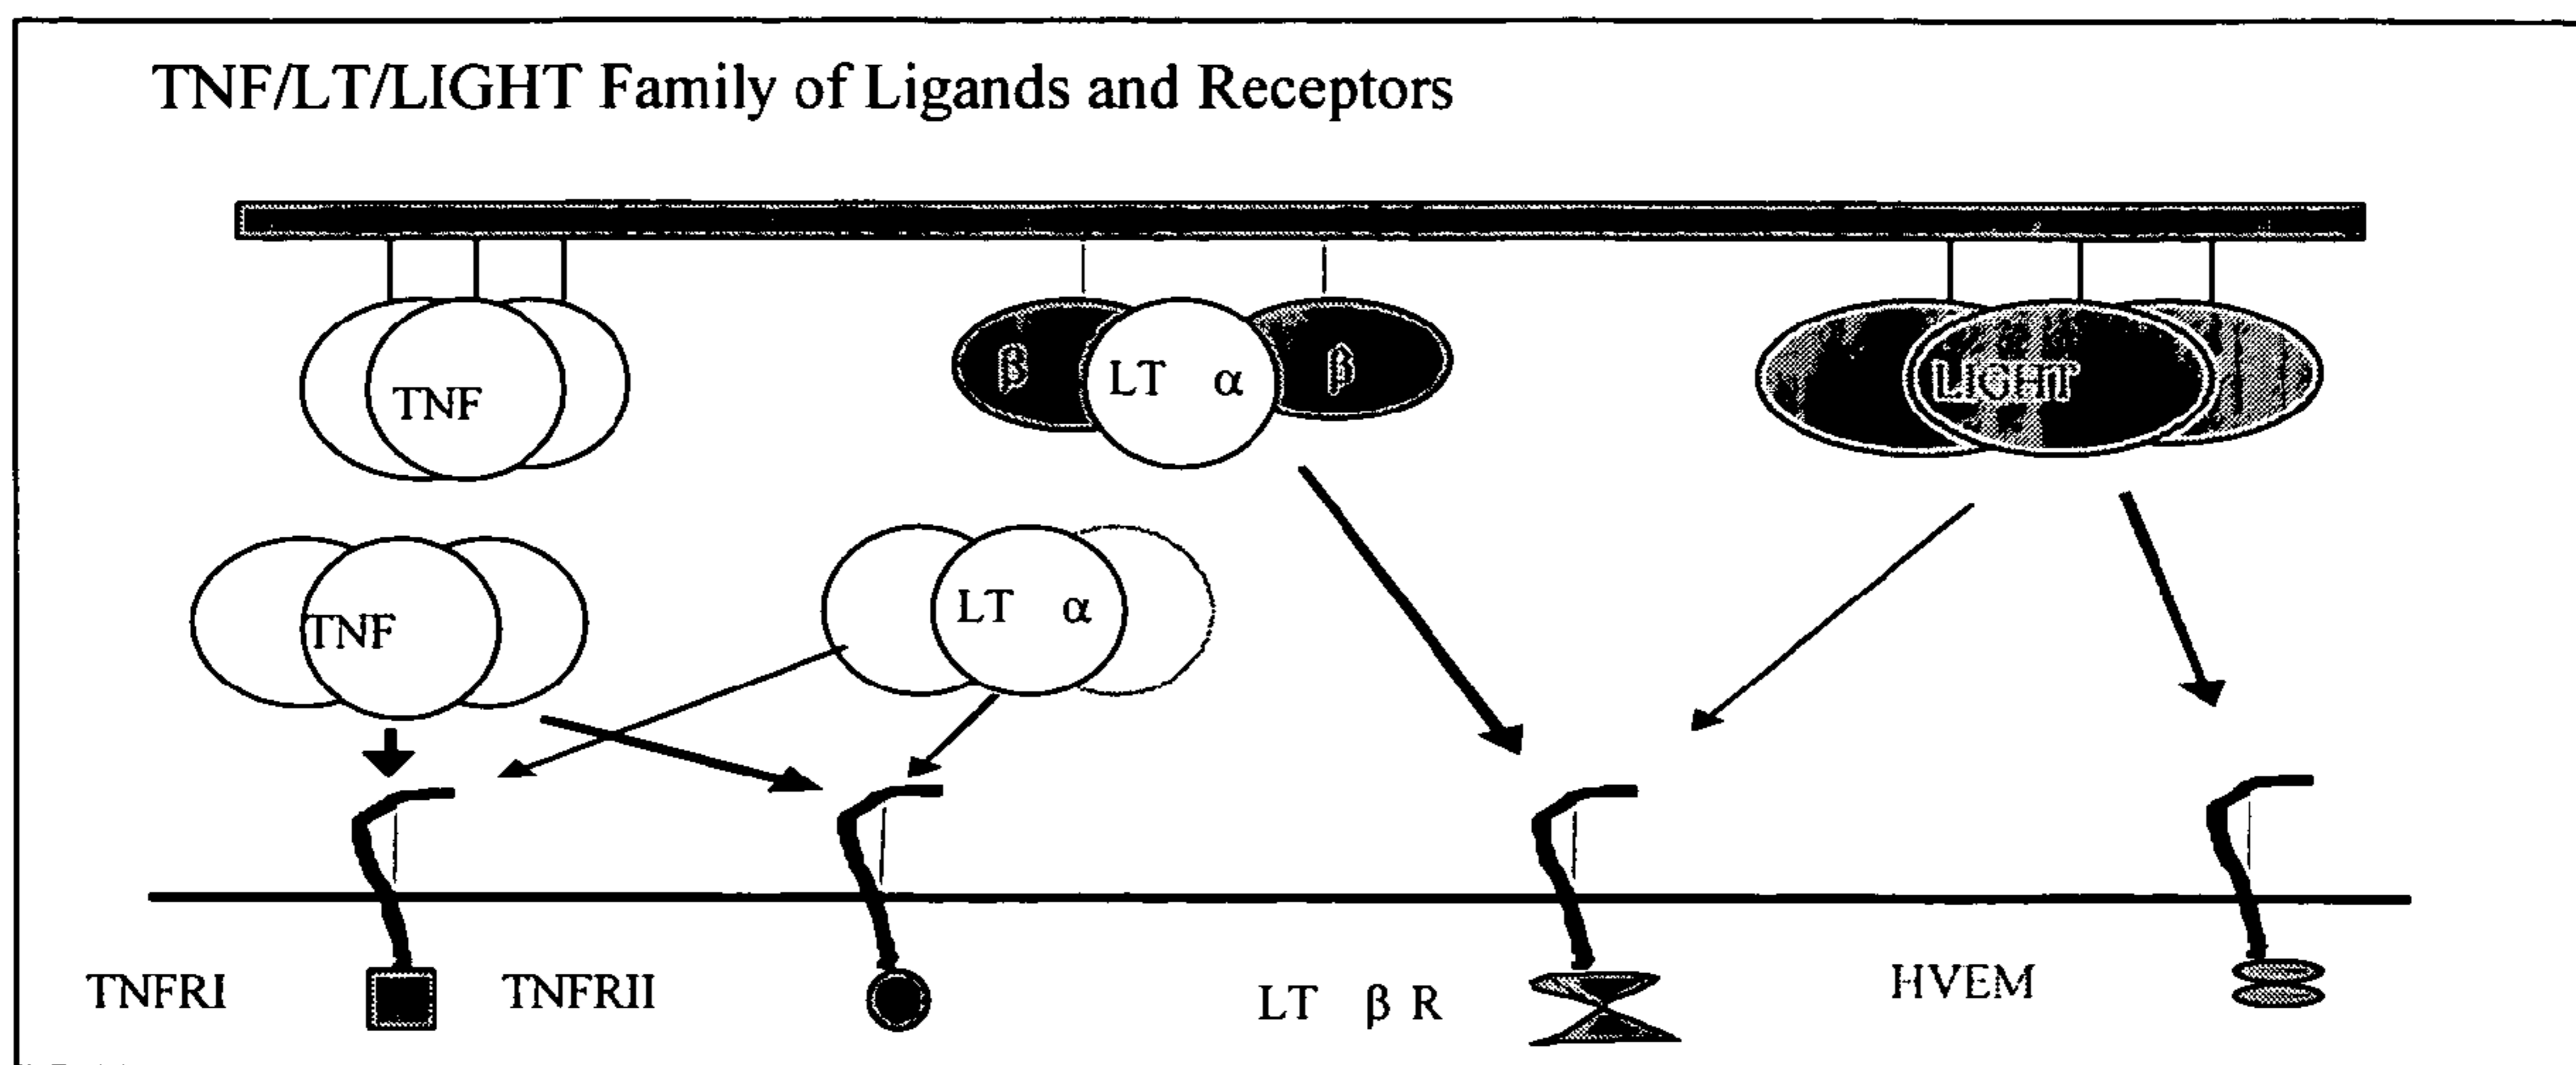 TNF/LT/LIGHT Family of Ligands and Receptors
TNF
β LT α β
LIGHT
TNF
LT α
TNFRI
TNFRII
LT β R
HVEM